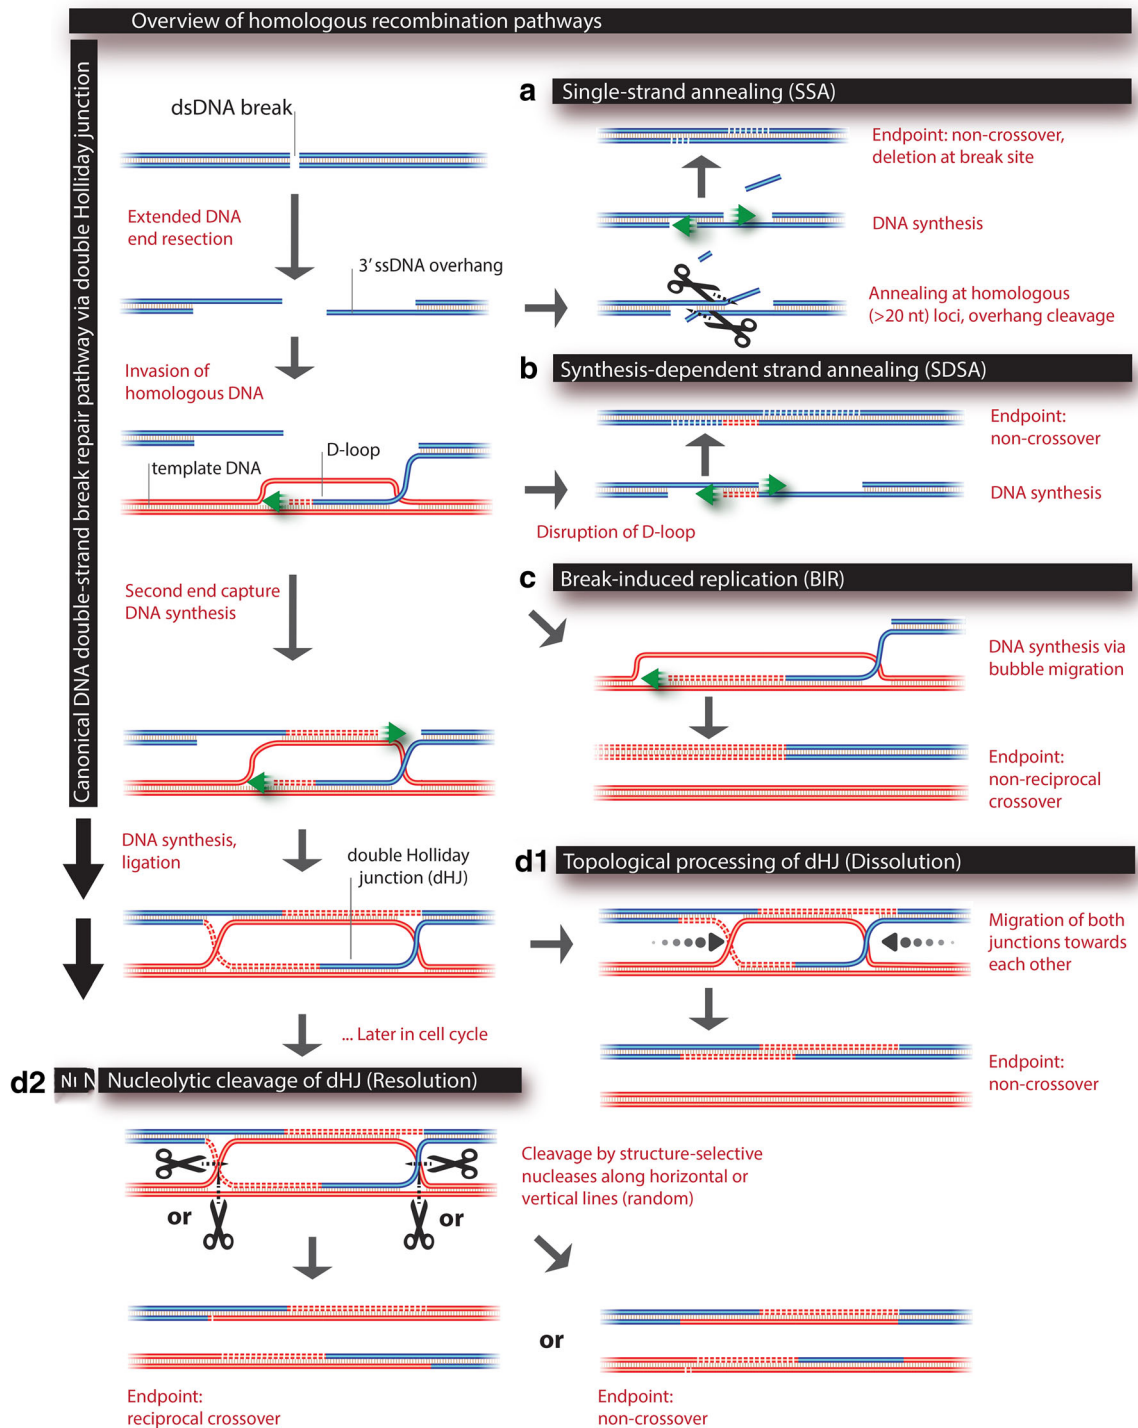 Overview of homologous recombination pathways
Canonical DNA double-strand break repair pathway via double Holliday junction
dsDNA break
Extended DNA
end resection
3' ssDNA overhang
Invasion of
homologous DNA
template DNA
D-loop
Second end capture
DNA synthesis
DNA synthesis,
ligation
double Holliday
junction (dHJ)
... Later in cell cycle
a Single-strand annealing (SSA)
Endpoint: non-crossover,
deletion at break site
DNA synthesis
Annealing at homologous
(>20 nt) loci, overhang cleavage
b Synthesis-dependent strand annealing (SDSA)
Endpoint:
non-crossover
DNA synthesis
Disruption of D-loop
c Break-induced replication (BIR)
DNA synthesis via
bubble migration
Endpoint:
non-reciprocal
crossover
d1 Topological processing of dHJ (Dissolution)
Migration of both
junctions towards
each other
Endpoint:
non-crossover
d2 Nucleolytic cleavage of dHJ (Resolution)
Cleavage by structure-selective
nucleases along horizontal or
vertical lines (random)
or
or
or
Endpoint:
reciprocal crossover
Endpoint:
non-crossover